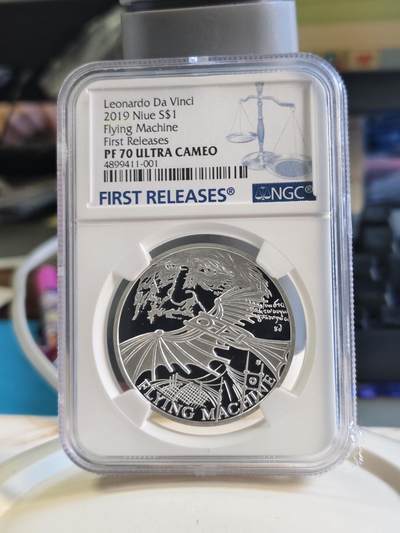 Leonardo Da Vinci
2019 Niue S$1
Flying Machine
First Releases
PF 70 ULTRA CAMEO
4899411-001
FIRST RELEASES®
NGC
FLYING MACHINE